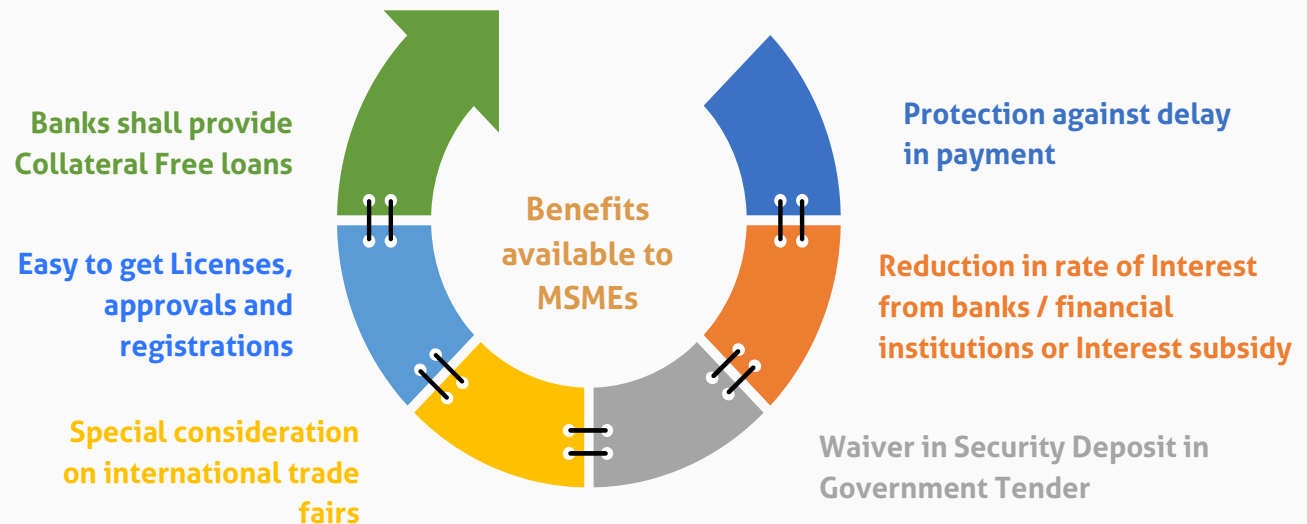 Banks shall provide
Collateral Free loans
Easy to get Licenses,
approvals and
registrations
Special consideration
on international trade
fairs
Benefits
available to
MSMEs
Protection against delay
in payment
Reduction in rate of Interest
from banks / financial
institutions or Interest subsidy
Waiver in Security Deposit in
Government Tender